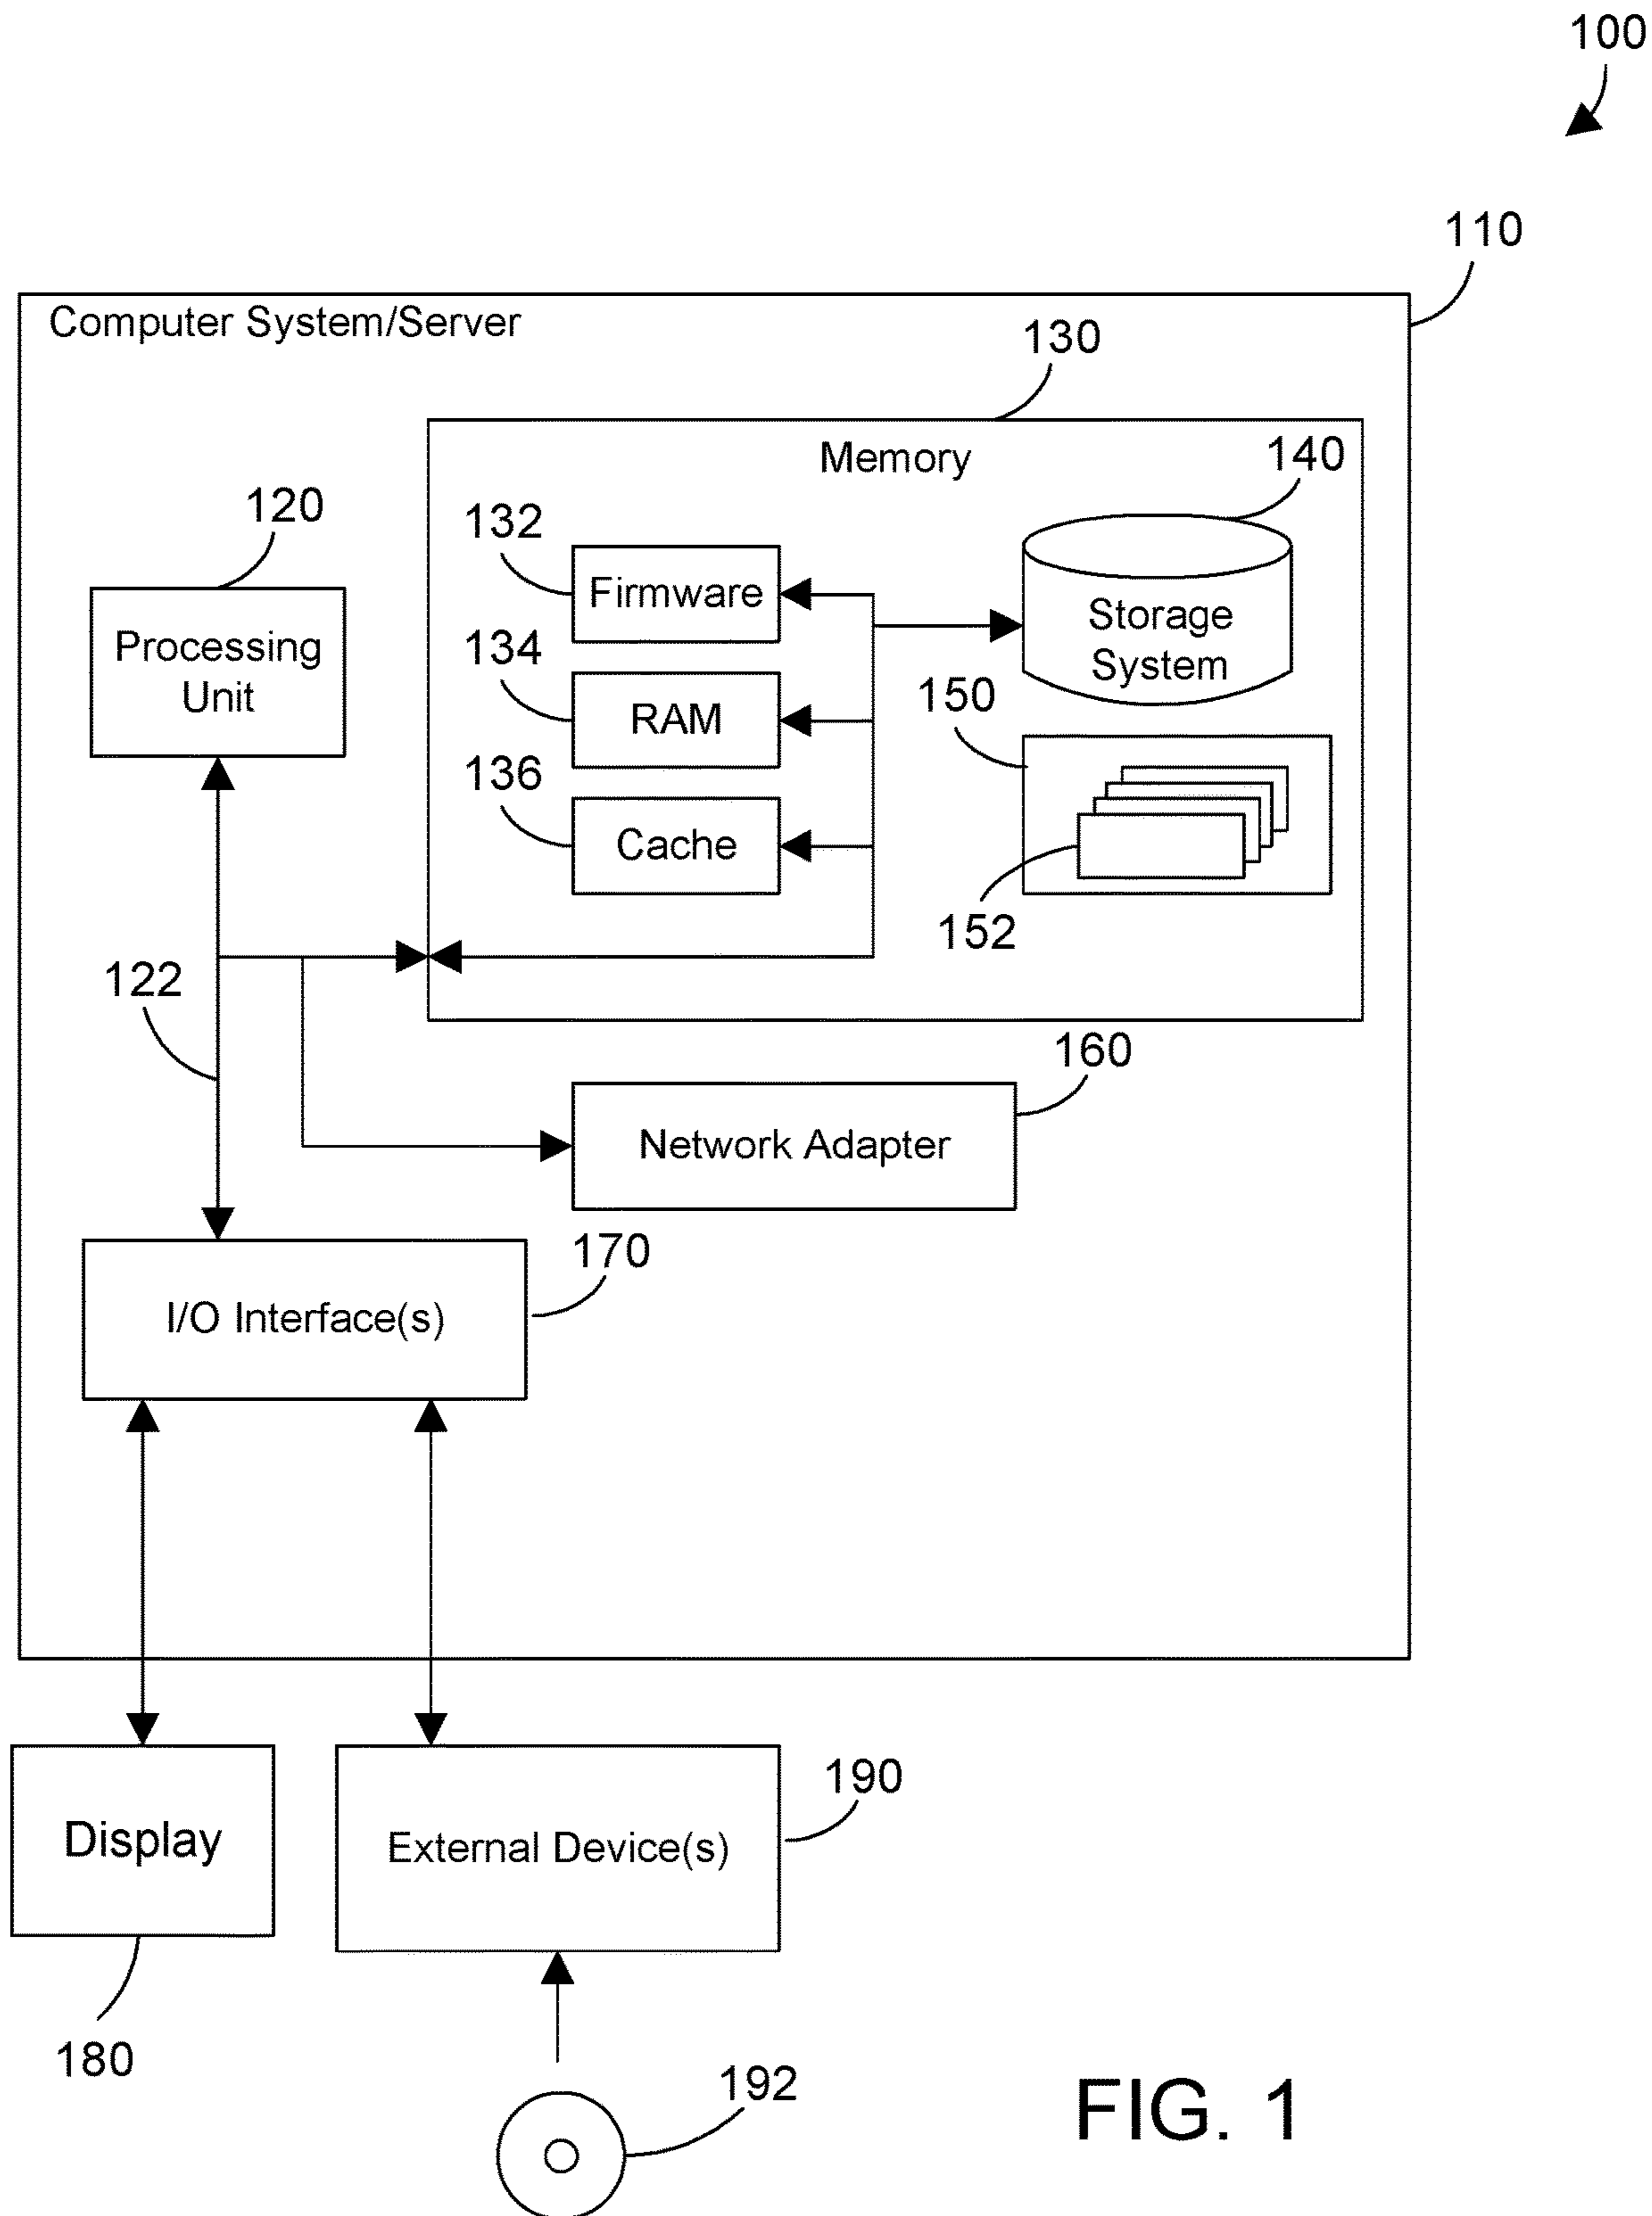 100
110
Computer System/Server
130
Memory
140
120
132
Firmware
Storage
System
Processing
Unit
134
RAM
150
136
Cache
152
122
160
Network Adapter
170
I/O Interface(s)
190
Display
External Device(s)
180
192
FIG. 1